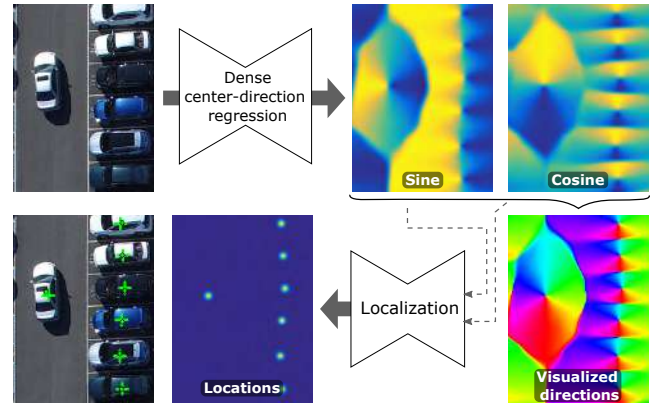 Dense
center-direction
regression
Sine
Cosine
Localization
Locations
Visualized
directions